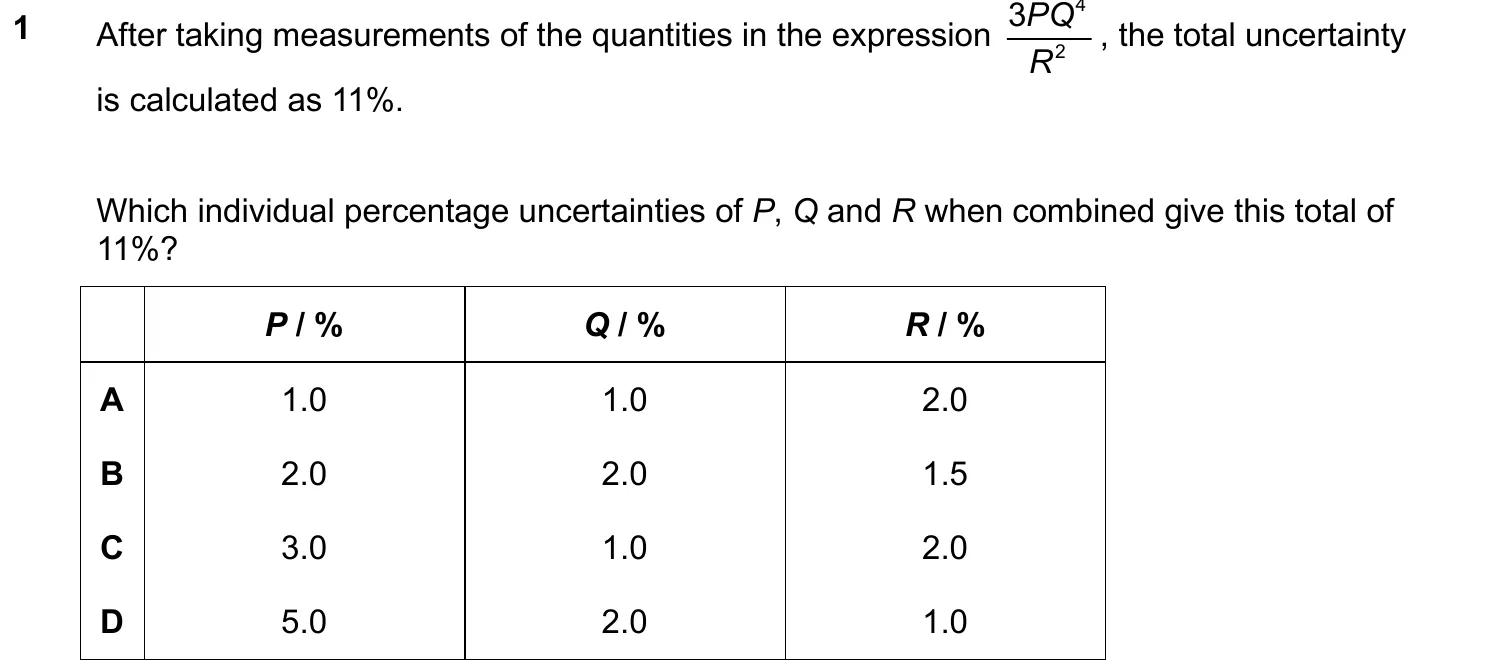 1 After taking measurements of the quantities in the expression 3PQ⁴/R², the total uncertainty
is calculated as 11%.
Which individual percentage uncertainties of P, Q and R when combined give this total of
11%?
P / % Q / % R / %
A 1.0 1.0 2.0
B 2.0 2.0 1.5
C 3.0 1.0 2.0
D 5.0 2.0 1.0